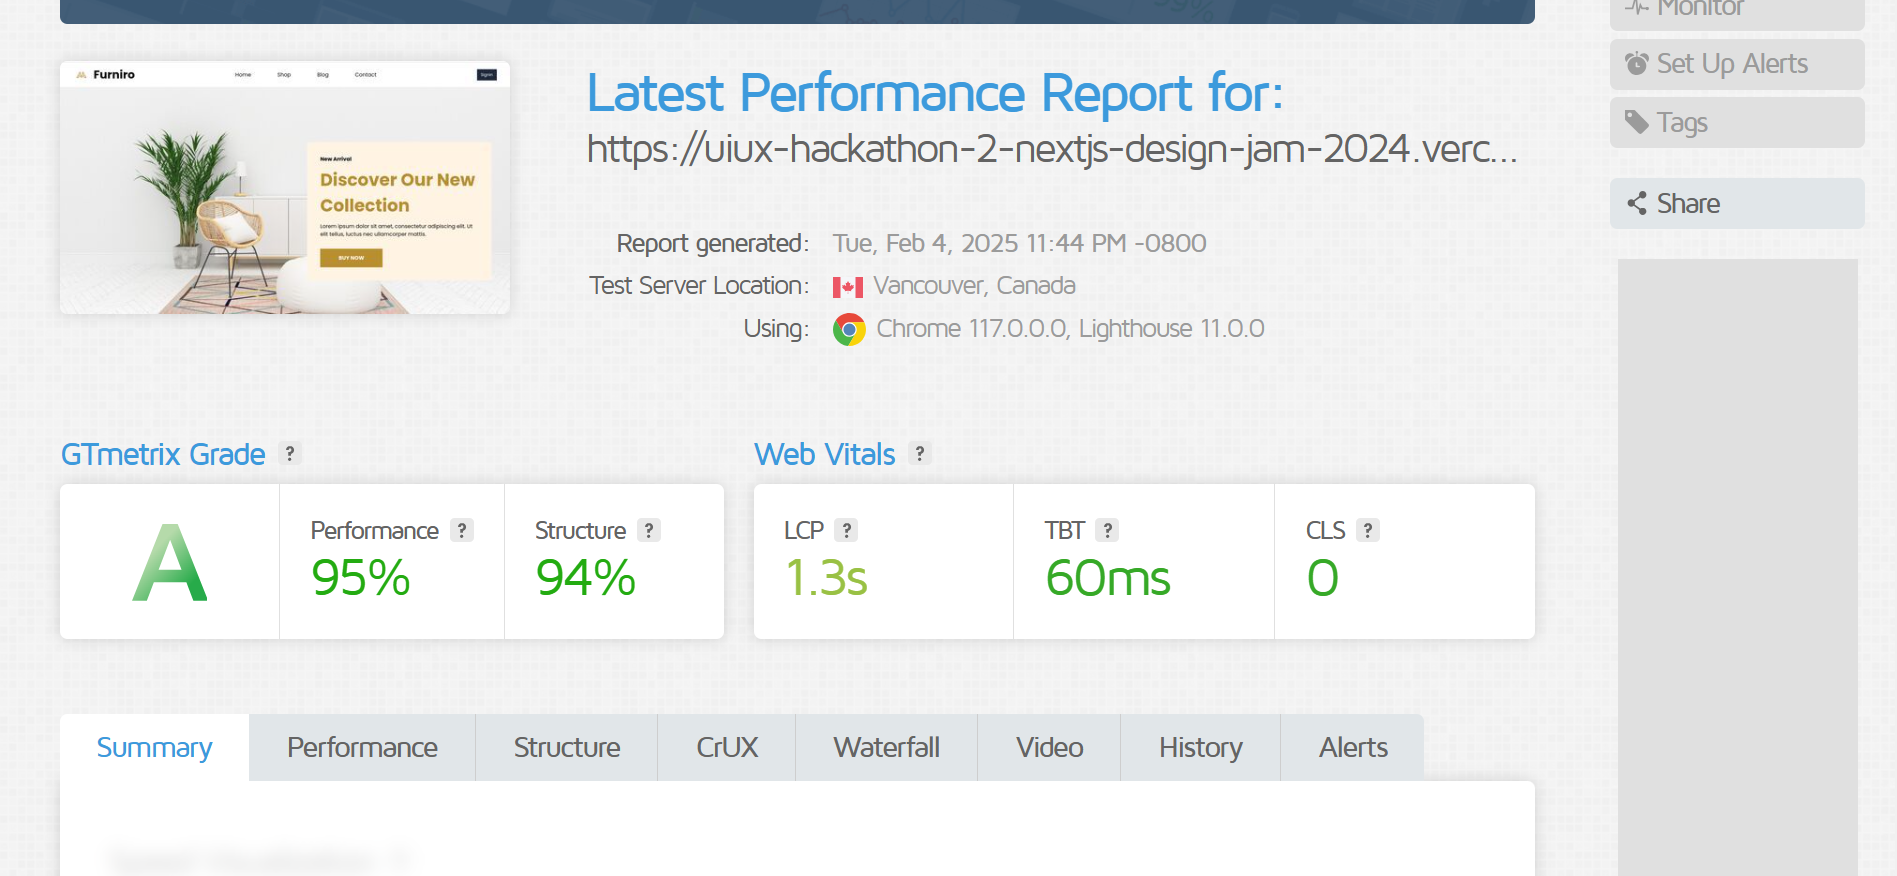 Monitor
Set Up Alerts
Tags
Share
Furniro
Home Shop Blog Contact
New Arrival
Discover Our New
Collection
Lorem ipsum dolor sit amet, consectetur adipiscing elit. Ut
elit tellus, luctus nec ullamcorper mattis.
BUY NOW
Latest Performance Report for:
https://uiux-hackathon-2-nextjs-design-jam-2024.verc...
Report generated: Tue, Feb 4, 2025 11:44 PM -0800
Test Server Location: Vancouver, Canada
Using: Chrome 117.0.0.0, Lighthouse 11.0.0
GTmetrix Grade ?
A
Performance ?
95%
Structure ?
94%
Web Vitals ?
LCP ?
1.3s
TBT ?
60ms
CLS ?
0
Summary Performance Structure CrUX Waterfall Video History Alerts